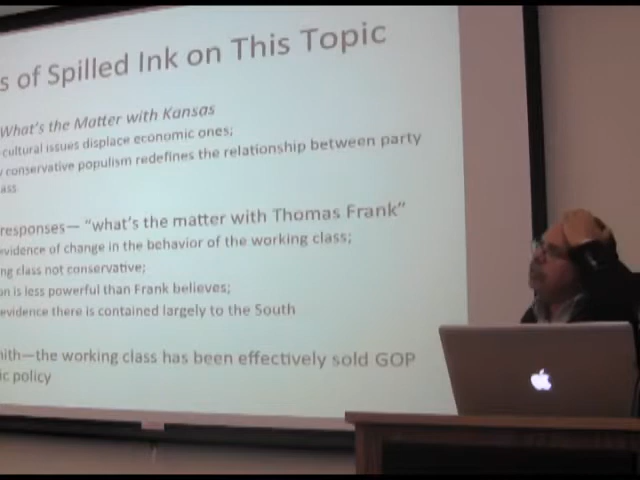 s of Spilled Ink on This Topic
What's the Matter with Kansas
cultural issues displace economic ones;
conservative populism redefines the relationship between party
ass
responses— “what's the matter with Thomas Frank”
evidence of change in the behavior of the working class;
ng class not conservative;
on is less powerful than Frank believes;
evidence there is contained largely to the South
ith—the working class has been effectively sold GOP
ic policy